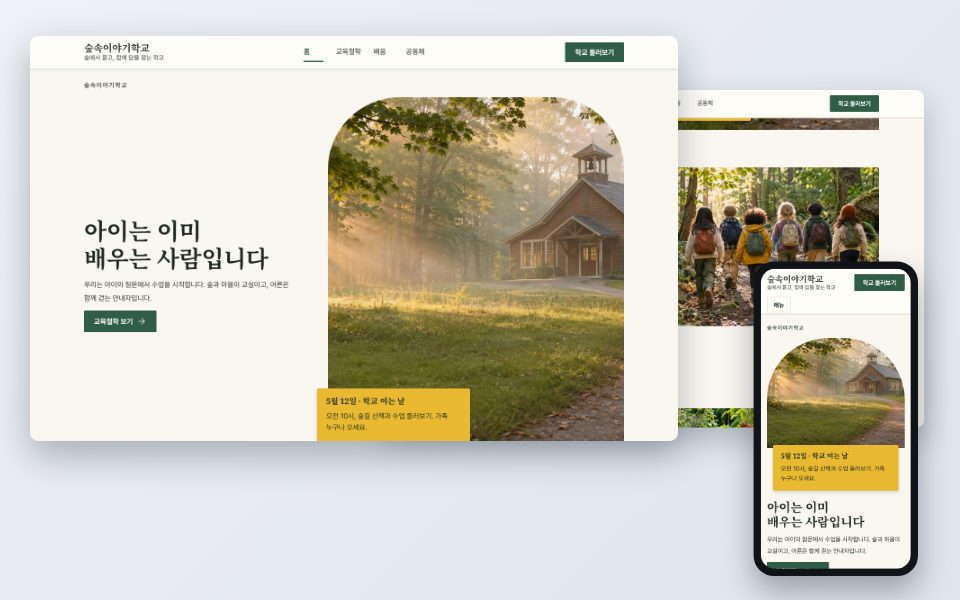 숲속이야기학교
숲에서 묻고, 함께 답을 찾는 학교
홈
교육철학
배움
공동체
학교 둘러보기
숲속이야기학교
아이는 이미
배우는 사람입니다
우리는 아이의 질문에서 수업을 시작합니다. 숲과 마을이 교실이고, 어른은
함께 걷는 안내자입니다.
교육철학 보기 →
5월 12일 · 학교 여는 날
오전 10시, 숲길 산책과 수업 둘러보기. 가족
누구나 오세요.
공동체
학교 둘러보기
숲속이야기학교
숲에서 묻고, 함께 답을 찾는 학교
학교 둘러보기
메뉴
숲속이야기학교
5월 12일 · 학교 여는 날
오전 10시, 숲길 산책과 수업 둘러보기. 가족
누구나 오세요.
아이는 이미
배우는 사람입니다
우리는 아이의 질문에서 수업을 시작합니다. 숲과 마을이
교실이고, 어른은 함께 걷는 안내자입니다.